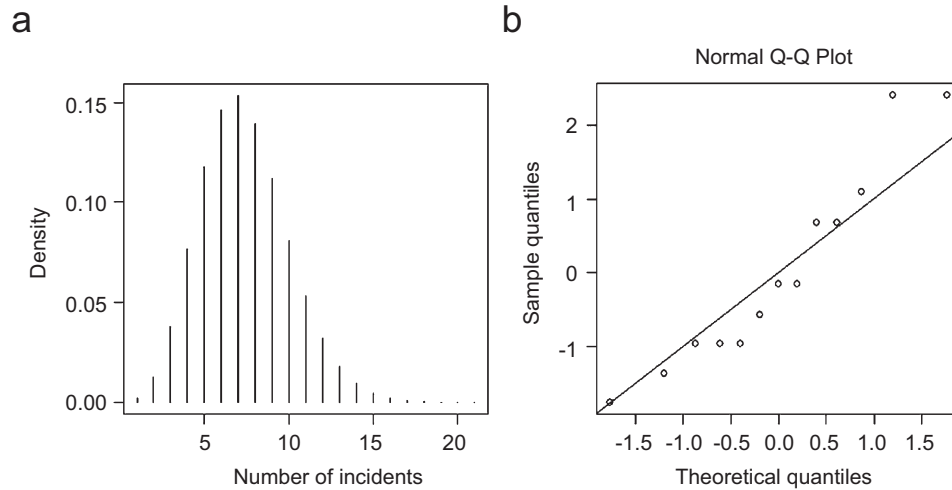 a
b
Normal Q-Q Plot
0.15
0.10
0.05
0.00
Density
5 10 15 20
Number of incidents
2
1
0
-1
Sample quantiles
-1.5 -1.0 -0.5 0.0 0.5 1.0 1.5
Theoretical quantiles